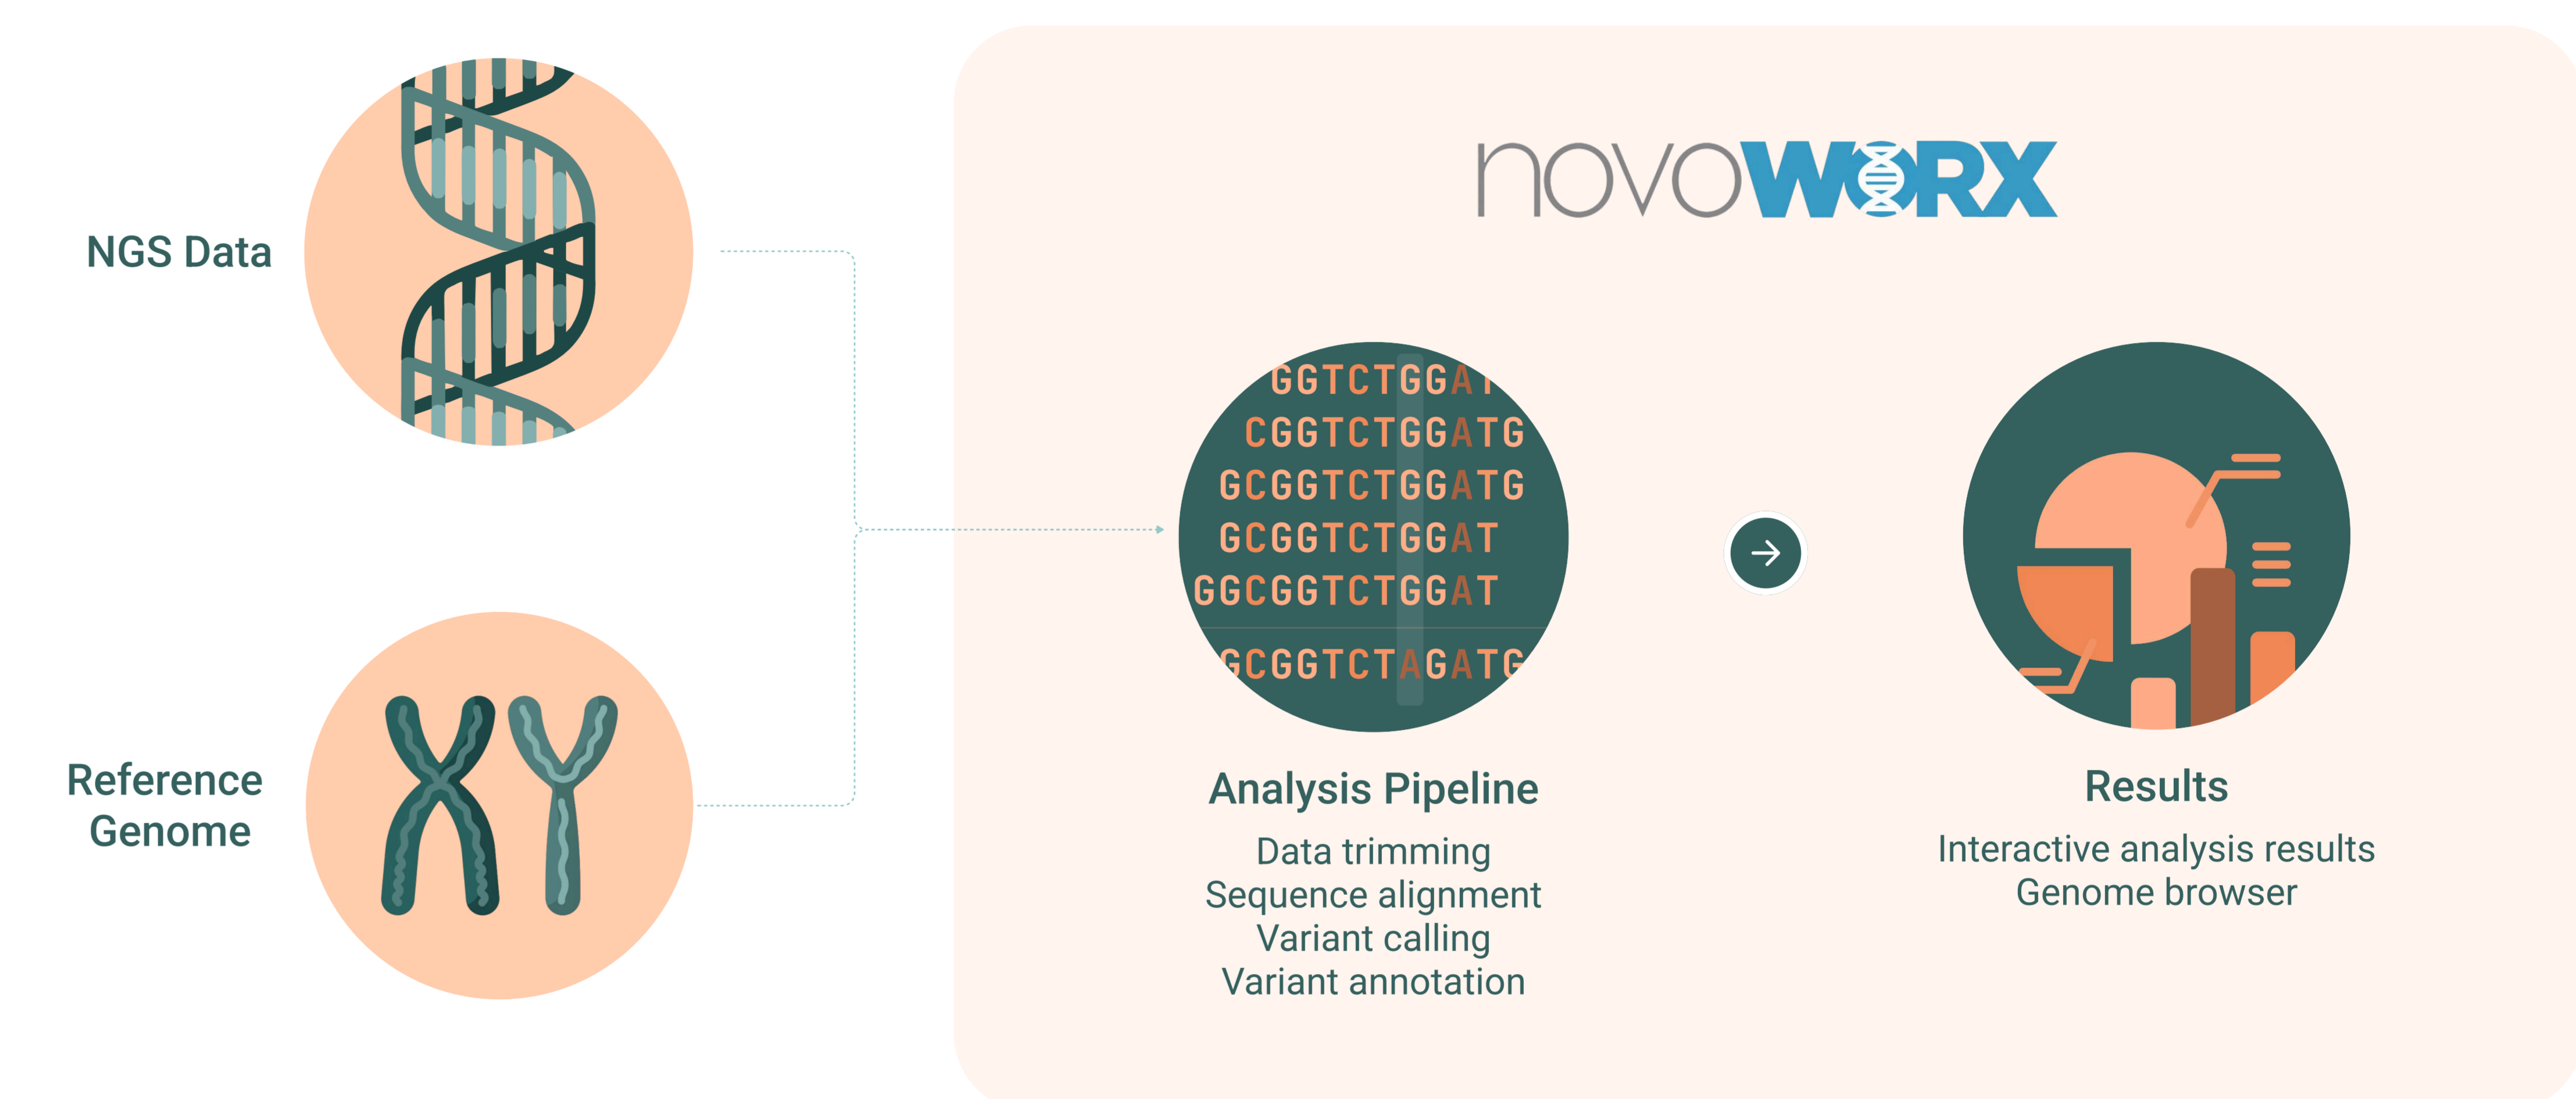 NGS Data
Reference
Genome
novoWORX
GGTCTGGAT
CGGTCTGGATG
GCGGTCTGGATG
GCGGTCTGGAT
GGCGGTCTGGAT
GCGGTCTAGATG
Analysis Pipeline
Data trimming
Sequence alignment
Variant calling
Variant annotation
Results
Interactive analysis results
Genome browser